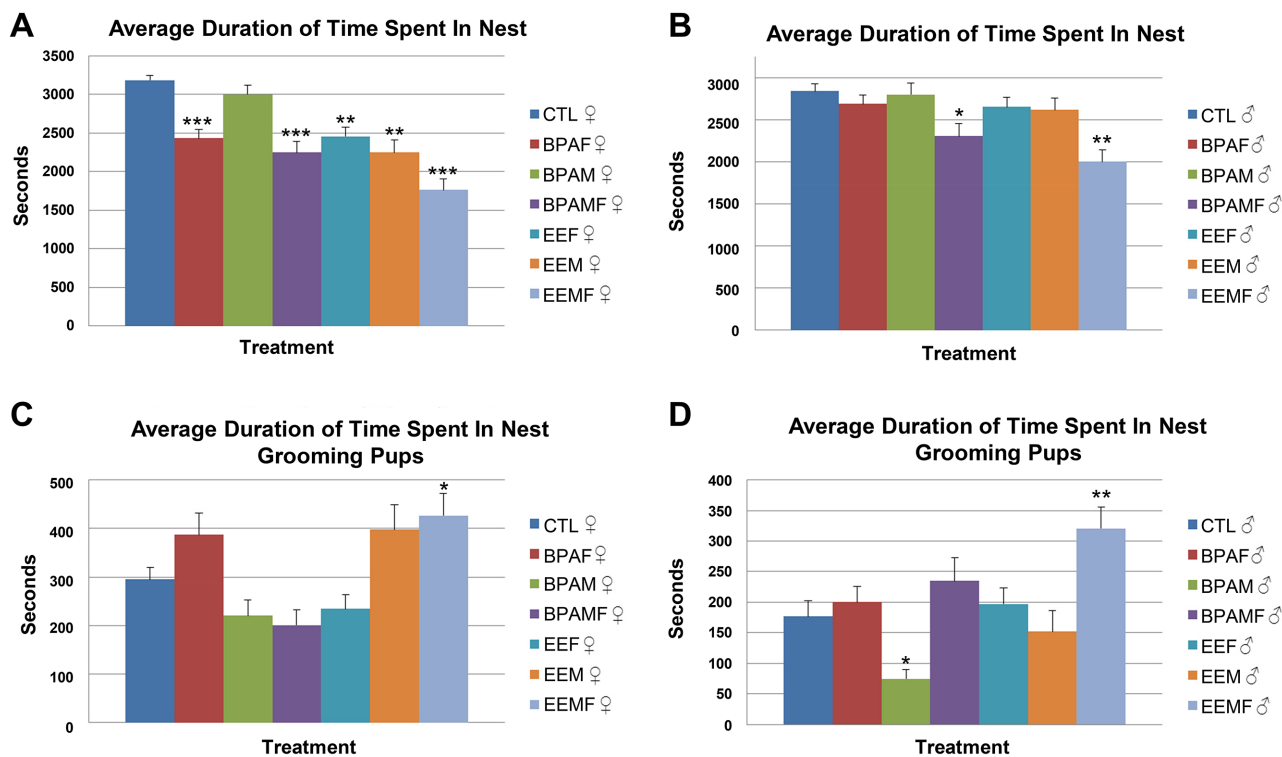 A
Average Duration of Time Spent In Nest
3500
3000
2500
2000
1500
1000
500
0
Seconds
***
***
**
**
***
Treatment
CTL ♀
BPAF♀
BPAM ♀
BPAMF ♀
EEF ♀
EEM ♀
EEMF ♀
B
Average Duration of Time Spent In Nest
3000
2500
2000
1500
1000
500
0
Seconds
*
**
Treatment
CTL ♂
BPAF♂
BPAM ♂
BPAMF♂
EEF♂
EEM ♂
EEMF ♂
C
Average Duration of Time Spent In Nest
Grooming Pups
500
400
300
200
100
0
Seconds
*
Treatment
CTL ♀
BPAF♀
BPAM ♀
BPAMF♀
EEF ♀
EEM ♀
EEMF ♀
D
Average Duration of Time Spent In Nest
Grooming Pups
400
350
300
250
200
150
100
50
0
Seconds
*
**
Treatment
CTL ♂
BPAF♂
BPAM ♂
BPAMF♂
EEF ♂
EEM ♂
EEMF ♂